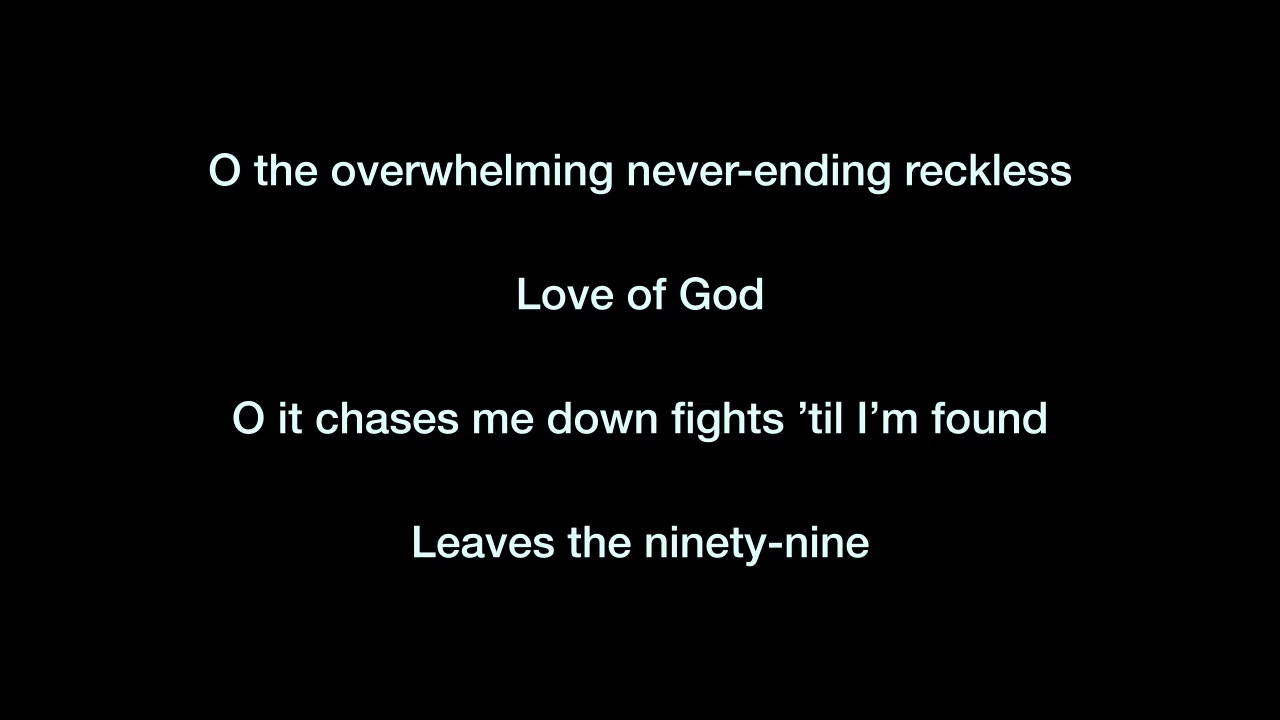 O the overwhelming never-ending reckless
Love of God
O it chases me down fights ’til I’m found
Leaves the ninety-nine